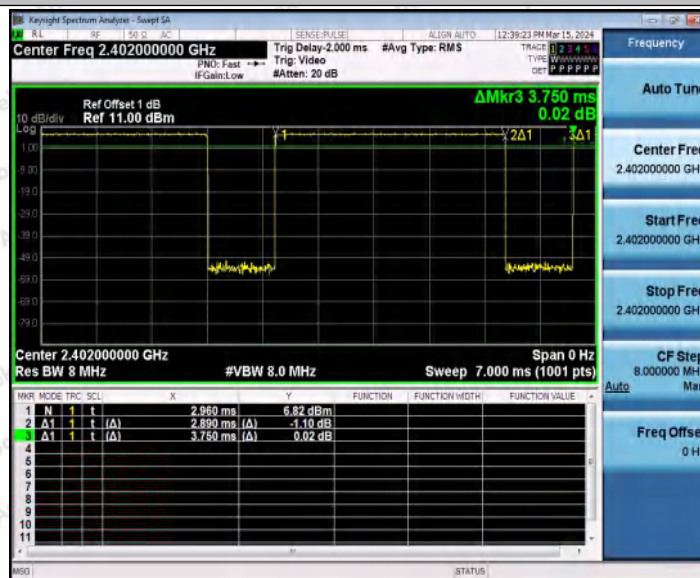 Keysight Spectrum Analyzer - Swept SA
RL RF 50 Ω AC SENSE:PULSE ALIGN AUTO 12:39:23 PM Mar 15, 2024
Center Freq 2.402000000 GHz
PNO: Fast
IFGain:Low
Trig Delay-2.000 ms
Trig: Video
#Atten: 20 dB
#Avg Type: RMS
TRACE 1 2 3 4 5 6
TYPE WWWWWW
DET P P P P P P
Frequency
Auto Tune
Center Freq
2.402000000 GH
Start Freq
2.402000000 GH
Stop Freq
2.402000000 GH
CF Step
8.000000 MH
Auto Man
Freq Offset
0 H
Ref Offset 1 dB
10 dB/div Ref 11.00 dBm
Log
ΔMkr3 3.750 ms
0.02 dB
1
2Δ1
3Δ1
1.00
-9.00
-19.0
-29.0
-39.0
-49.0
-59.0
-69.0
-79.0
Center 2.402000000 GHz Span 0 Hz
Res BW 8 MHz #VBW 8.0 MHz Sweep 7.000 ms (1001 pts)
MKR MODE TRC SCL X Y FUNCTION FUNCTION WIDTH FUNCTION VALUE
1 N 1 t 2.960 ms 6.82 dBm
2 Δ1 1 t (Δ) 2.890 ms (Δ) -1.10 dB
3 Δ1 1 t (Δ) 3.750 ms (Δ) 0.02 dB
4
5
6
7
8
9
10
11
MSG STATUS